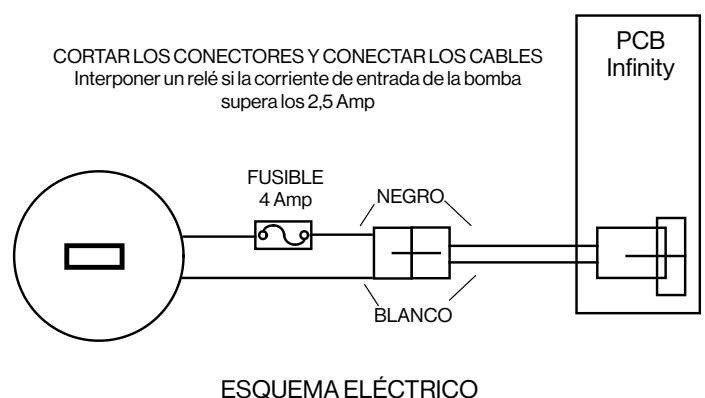 CORTAR LOS CONECTORES Y CONECTAR LOS CABLES
Interponer un relé si la corriente de entrada de la bomba
supera los 2,5 Amp
PCB
Infinity
FUSIBLE
4 Amp
NEGRO
BLANCO
ESQUEMA ELÉCTRICO